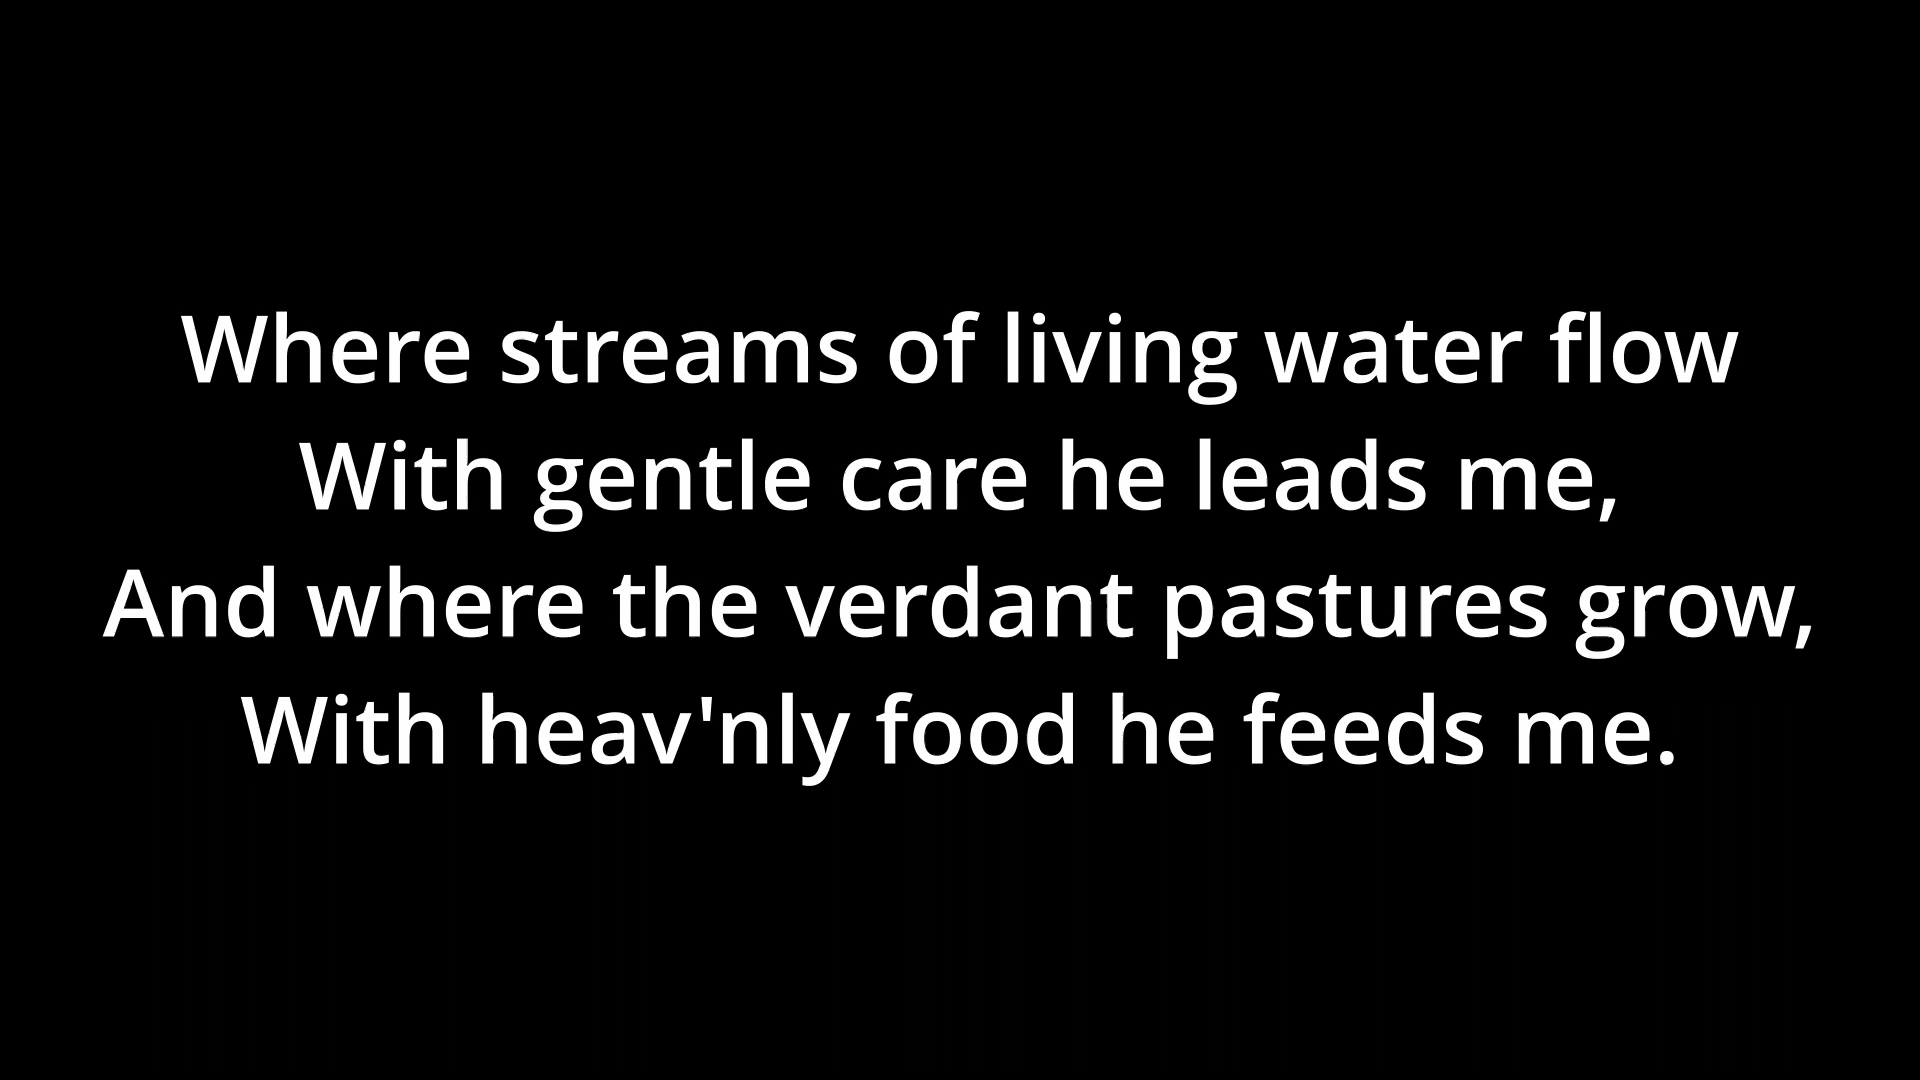 Where streams of living water flow
With gentle care he leads me,
And where the verdant pastures grow,
With heav'nly food he feeds me.